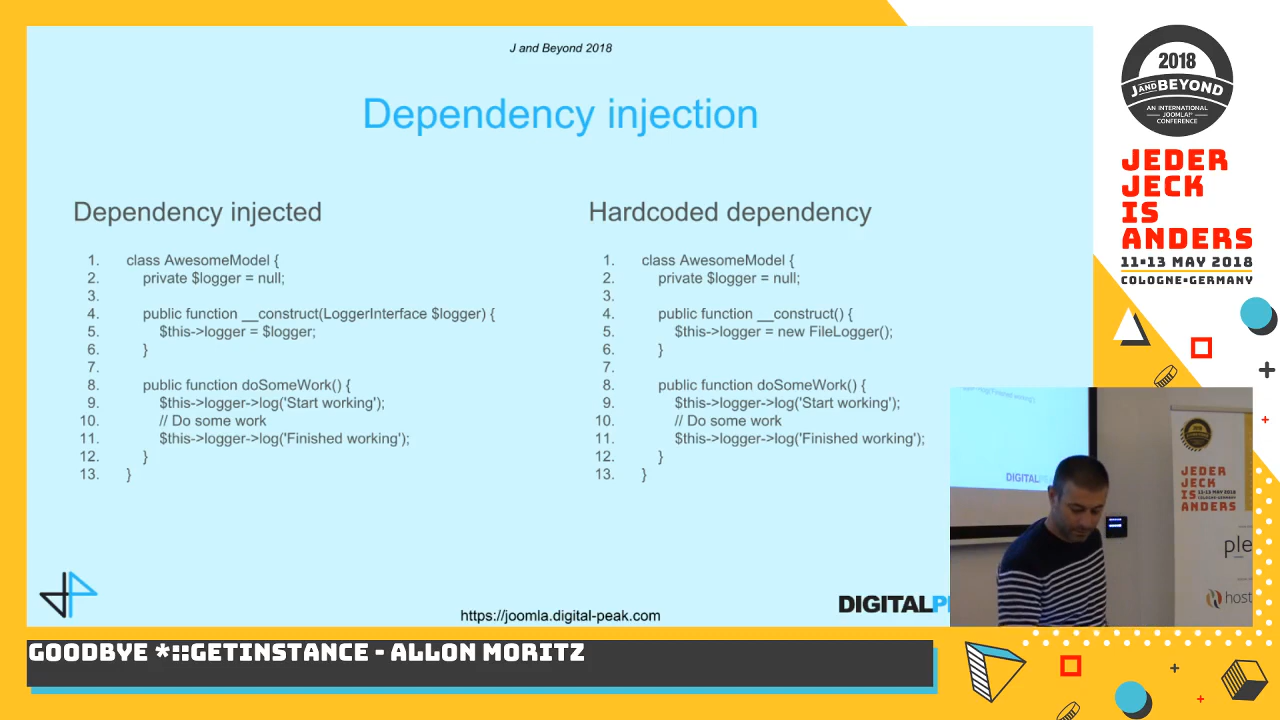 J and Beyond 2018
Dependency injection
Dependency injected
1. class AwesomeModel {
2. private $logger = null;
3.
4. public function __construct(LoggerInterface $logger) {
5. $this->logger = $logger;
6. }
7.
8. public function doSomeWork() {
9. $this->logger->log('Start working');
10. // Do some work
11. $this->logger->log('Finished working');
12. }
13. }
Hardcoded dependency
1. class AwesomeModel {
2. private $logger = null;
3.
4. public function __construct() {
5. $this->logger = new FileLogger();
6. }
7.
8. public function doSomeWork() {
9. $this->logger->log('Start working');
10. // Do some work
11. $this->logger->log('Finished working');
12. }
13. }
https://joomla.digital-peak.com
DIGITALP
2018
J AND BEYOND
AN INTERNATIONAL
JOOMLA!®
CONFERENCE
JEDER
JECK
IS
ANDERS
11-13 MAY 2018
COLOGNE•GERMANY
DIGITAL
JEDER
JECK
IS 11-13 MAY 2018
COLOGNE•GERMANY
ANDERS
ple
host
GOODBYE *::GETINSTANCE - ALLON MORITZ